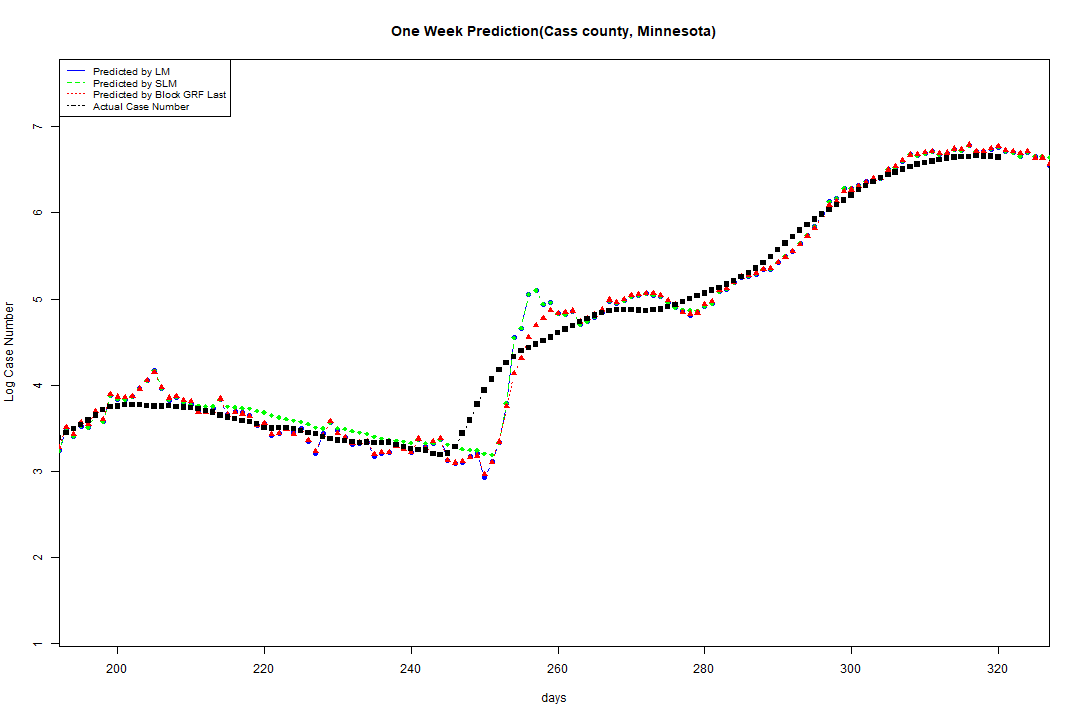 One Week Prediction(Cass county, Minnesota)
Predicted by LM
Predicted by SLM
Predicted by Block GRF Last
Actual Case Number
Log Case Number
7
6
5
4
3
2
1
200 220 240 260 280 300 320
days